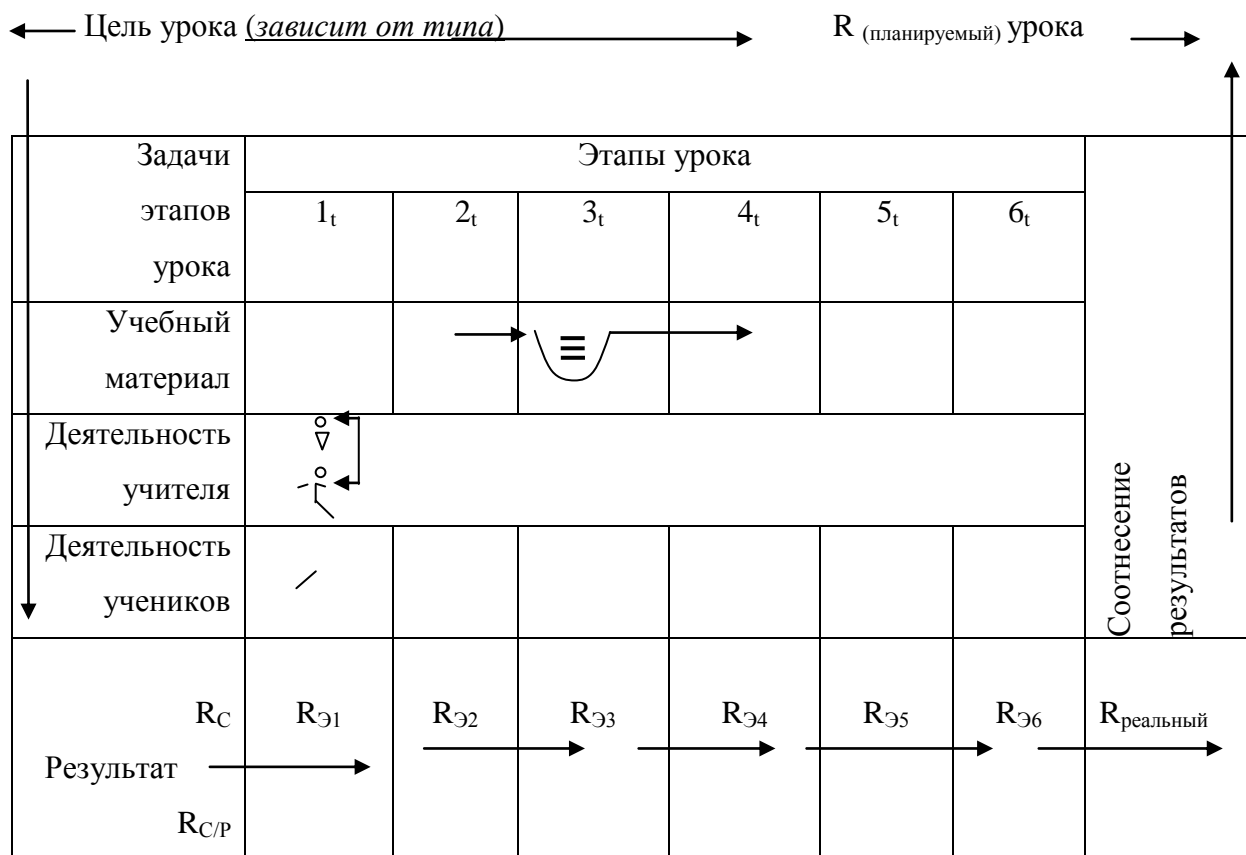 Цель урока (зависит от типа)
R (планируемый) урока
Задачи
этапов
урока
Этапы урока
1t 2t 3t 4t 5t 6t
Учебный
материал
Деятельность
учителя
Деятельность
учеников
Соотнесение
результатов
RС RЭ1 RЭ2 RЭ3 RЭ4 RЭ5 RЭ6 Rреальный
Результат
RС/Р